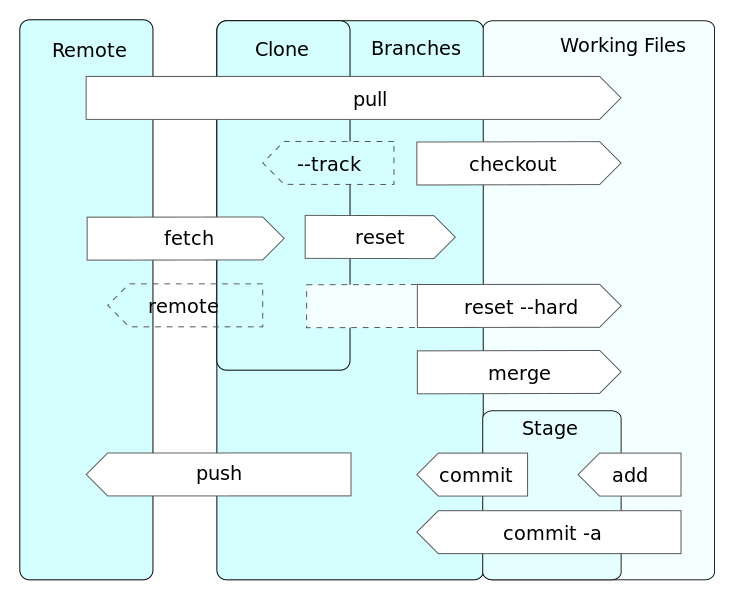 Remote
Clone
Branches
Working Files
pull
--track
checkout
fetch
reset
remote
reset --hard
merge
Stage
push
commit
add
commit -a